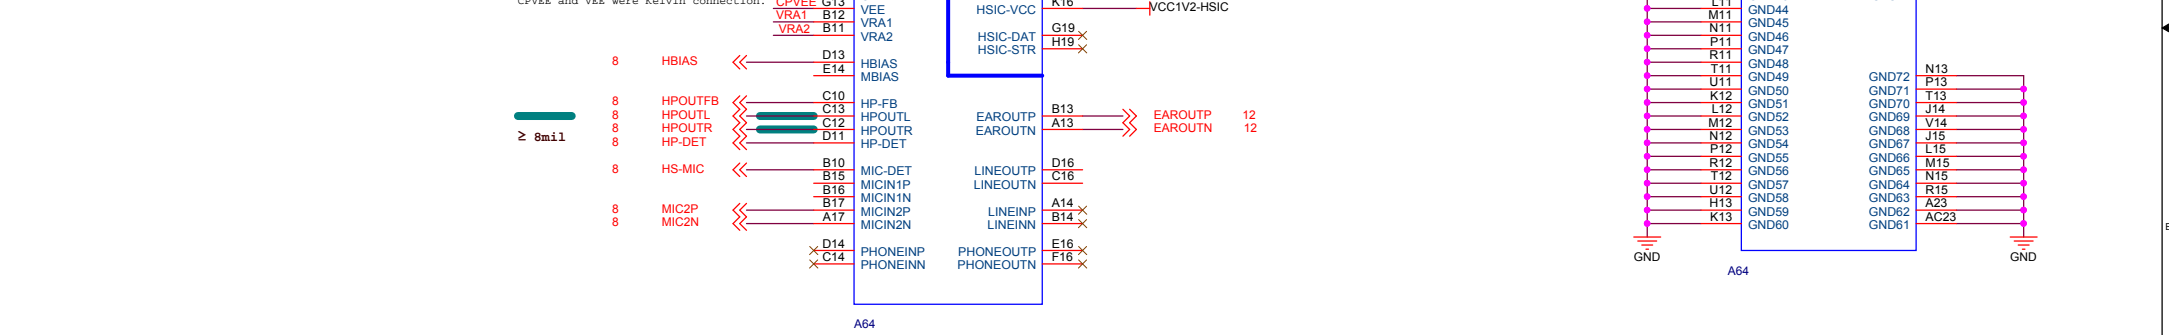 CPVEE and VEE were Kelvin connection.
CPVEE G13 VEE
VRA1 B12 VRA1
VRA2 B11 VRA2
8 HBIAS D13 HBIAS
E14 MBIAS
8 HPOUTFB C10 HP-FB
8 HPOUTL C13 HPOUTL
8 HPOUTR C12 HPOUTR
8 HP-DET D11 HP-DET
≥ 8mil
8 HS-MIC B10 MIC-DET
B15 MICIN1P
B16 MICIN1N
8 MIC2P B17 MICIN2P
8 MIC2N A17 MICIN2N
D14 PHONEINP
C14 PHONEINN
HSIC-VCC K16 VCC1V2-HSIC
HSIC-DAT G19
HSIC-STR H19
EAROUTP B13 EAROUTP 12
EAROUTN A13 EAROUTN 12
LINEOUTP D16
LINEOUTN C16
LINEINP A14
LINEINN B14
PHONEOUTP E16
PHONEOUTN F16
A64
L11 GND44
M11 GND45
N11 GND46
P11 GND47
R11 GND48
T11 GND49
U11 GND50
K12 GND51
L12 GND52
M12 GND53
N12 GND54
P12 GND55
R12 GND56
T12 GND57
U12 GND58
H13 GND59
K13 GND60
GND72 N13
GND71 P13
GND70 T13
GND69 J14
GND68 V14
GND67 J15
GND66 L15
GND65 M15
GND64 N15
GND63 R15
GND62 A23
GND61 AC23
GND
GND
A64